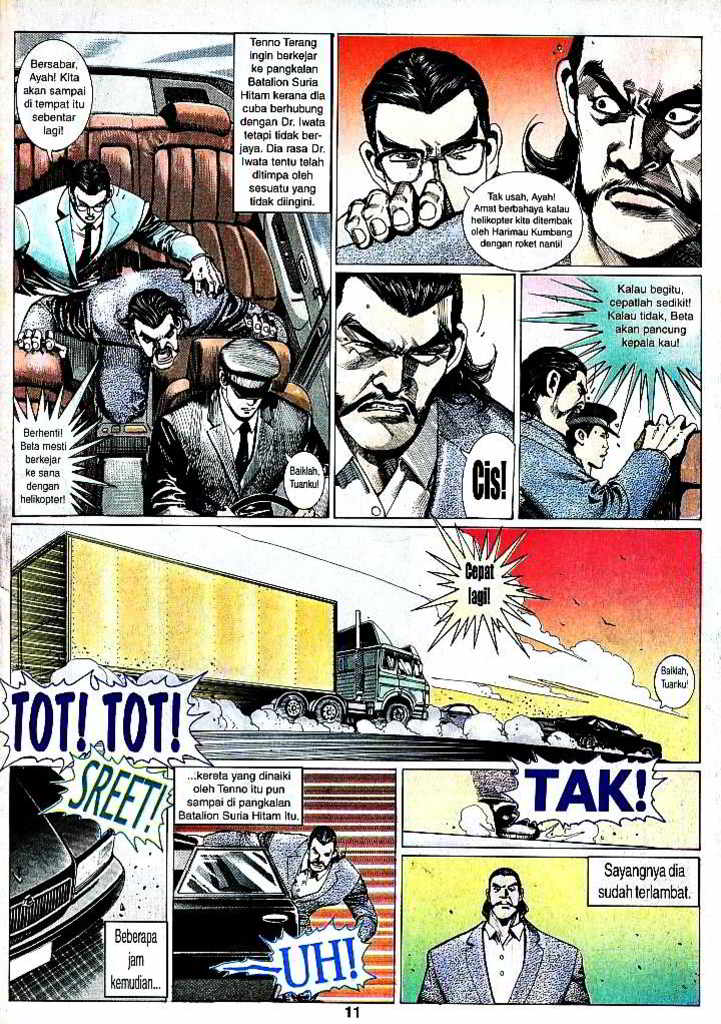 Bersabar,
Ayah! Kita
akan sampai
di tempat itu
sebentar
lagi!
Tenno Terang
ingin berkejar
ke pangkalan
Batalion Suria
Hitam kerana dia
cuba berhubung
dengan Dr. Iwata
tetapi tidak ber-
jaya. Dia rasa Dr.
Iwata tentu telah
ditimpa oleh
sesuatu yang
tidak diingini.
Berhenti!
Beta mesti
berkejar
ke sana
dengan
helikopter!
Baiklah,
Tuanku!
Tak usah, Ayah!
Amat berbahaya kalau
helikopter kita ditembak
oleh Harimau Kumbang
dengan roket nanti!
Cis!
Kalau begitu,
cepatlah sedikit!
Kalau tidak, Beta
akan pancung
kepala kau!
Cepat
lagi!
Baiklah,
Tuanku!
TOT! TOT!
SREET!
Beberapa
jam
kemudian...
...kereta yang dinaiki
oleh Tenno itu pun
sampai di pangkalan
Batalion Suria Hitam itu.
UH!
TAK!
Sayangnya dia
sudah terlambat.
11